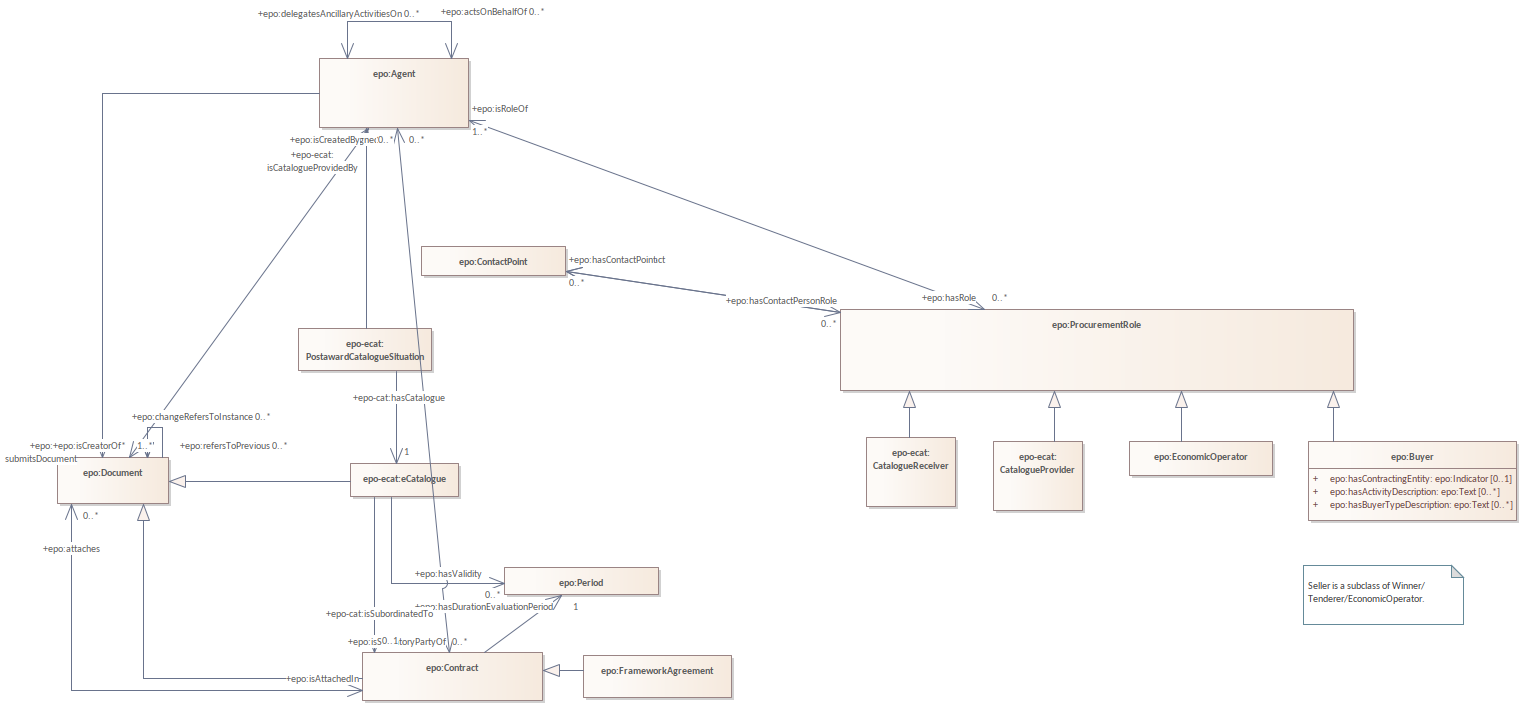 +epo:delegatesAncillaryActivitiesOn 0..*
+epo:actsOnBehalfOf 0..*
epo:Agent
+epo:isRoleOf
1..*
+epo:isCreatedBy
0..*
0..*
+epo-ecat:
isCatalogueProvidedBy
epo:ContactPoint
+epo:hasContactPoint
0..*
+epo:hasContactPersonRole
0..*
+epo:hasRole
0..*
epo:ProcurementRole
epo-ecat:
PostawardCatalogueSituation
+epo-cat:hasCatalogue
1
+epo:changeRefersToInstance 0..*
+epo:+epo:isCreatorOf*
1..*
+epo:refersToPrevious 0..*
submitsDocument
epo:Document
epo-ecat:eCatalogue
epo-ecat:
CatalogueReceiver
epo-ecat:
CatalogueProvider
epo:EconomicOperator
epo:Buyer
+ epo:hasContractingEntity: epo:Indicator [0..1]
+ epo:hasActivityDescription: epo:Text [0..*]
+ epo:hasBuyerTypeDescription: epo:Text [0..*]
0..*
+epo:attaches
+epo:hasValidity
0..*
epo:Period
+epo:hasDurationEvaluationPeriod
1
+epo-cat:isSubordinatedTo
0..1
toryPartyOf
0..*
Seller is a subclass of Winner/
Tenderer/EconomicOperator.
epo:Contract
+epo:isAttachedIn
epo:FrameworkAgreement